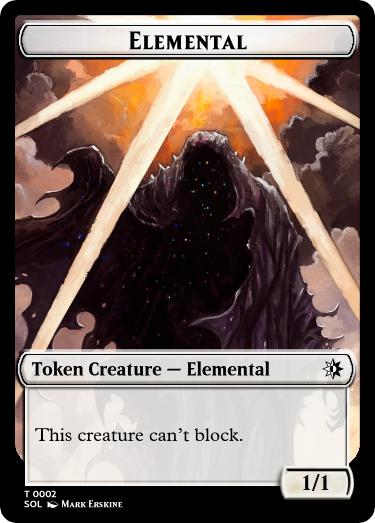 Elemental
Token Creature — Elemental
This creature can't block.
1/1
T 0002
SOL Mark Erskine